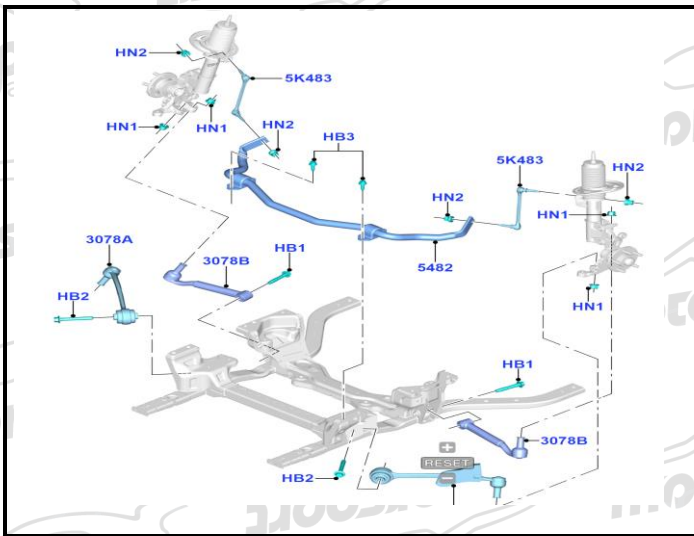 HN2
5K483
HN1
HN1
HN2
HB3
5K483
HN2
HN2
HN1
3078A
3078B
HB1
5482
HB2
HN1
HB1
3078B
HB2
RESET